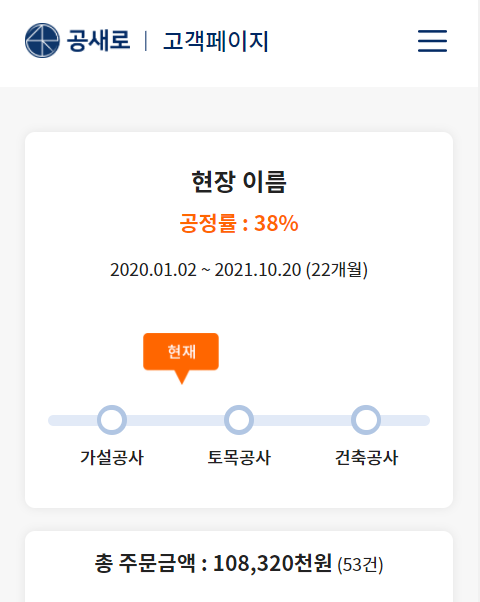 공새로 | 고객페이지
현장 이름
공정률 : 38%
2020.01.02 ~ 2021.10.20 (22개월)
현재
가설공사 토목공사 건축공사
총 주문금액 : 108,320천원 (53건)